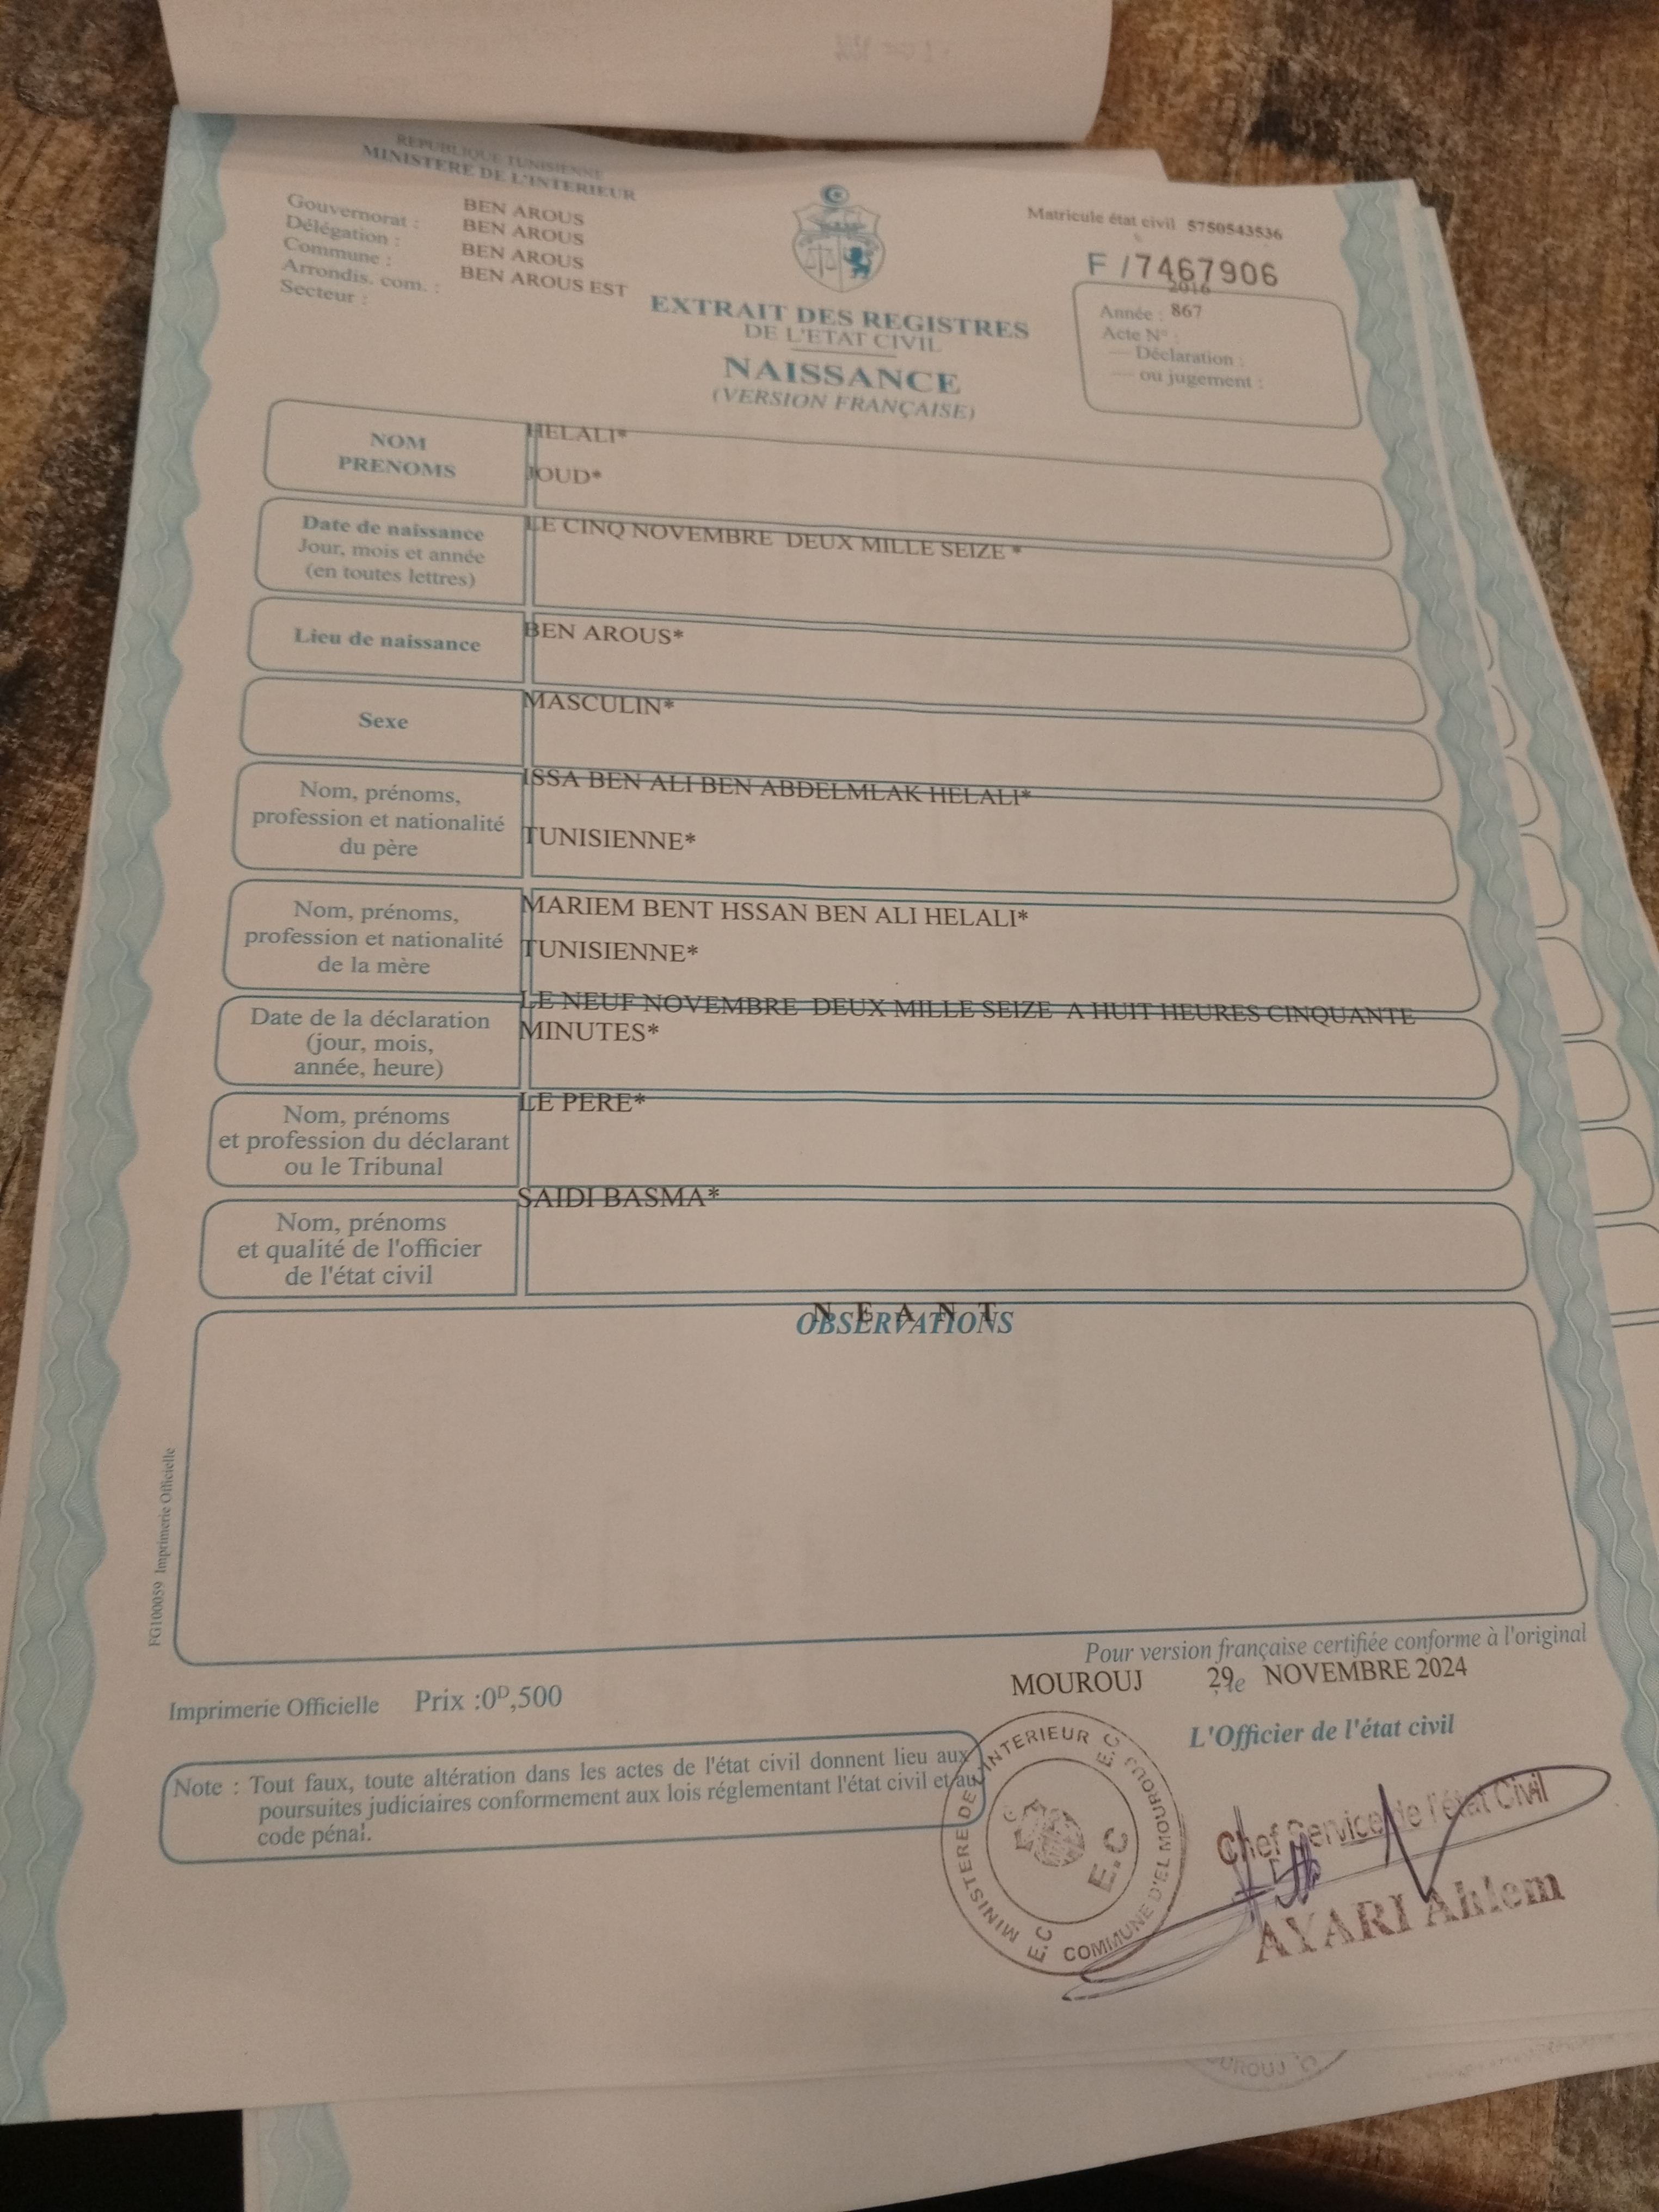 REPUBLIQUE TUNISIENNE
MINISTERE DE L'INTERIEUR
Gouvernorat : BEN AROUS
Délégation : BEN AROUS
Commune : BEN AROUS
Arrondis. com. : BEN AROUS EST
Secteur :
Matricule état civil 5750543536
F /7467906
2016
Année : 867
Acte N° :
— Déclaration :
— ou jugement :
EXTRAIT DES REGISTRES
DE L'ETAT CIVIL
NAISSANCE
(VERSION FRANÇAISE)
NOM HELALI*
PRENOMS JOUD*
Date de naissance LE CINQ NOVEMBRE DEUX MILLE SEIZE *
Jour, mois et année
(en toutes lettres)
Lieu de naissance BEN AROUS*
Sexe MASCULIN*
Nom, prénoms, ISSA BEN ALI BEN ABDELMLAK HELALI*
profession et nationalité TUNISIENNE*
du père
Nom, prénoms, MARIEM BENT HSSAN BEN ALI HELALI*
profession et nationalité TUNISIENNE*
de la mère
Date de la déclaration LE NEUF NOVEMBRE DEUX MILLE SEIZE A HUIT HEURES CINQUANTE
(jour, mois, MINUTES*
année, heure)
Nom, prénoms LE PERE*
et profession du déclarant
ou le Tribunal
Nom, prénoms SAIDI BASMA*
et qualité de l'officier
de l'état civil
N E A N T
OBSERVATIONS
FG100059 Imprimerie Officielle
Pour version française certifiée conforme à l'original
MOUROUJ 29 , le NOVEMBRE 2024
Imprimerie Officielle Prix :0D,500
L'Officier de l'état civil
Note : Tout faux, toute altération dans les actes de l'état civil donnent lieu aux
poursuites judiciaires conformement aux lois réglementant l'état civil et au
code pénal.
MINISTERE DE L'INTERIEUR
E.C
COMMUNE D'EL MOUROUJ
E.C
E.C
Chef Service de l'état Civil
AYARI Ahlem